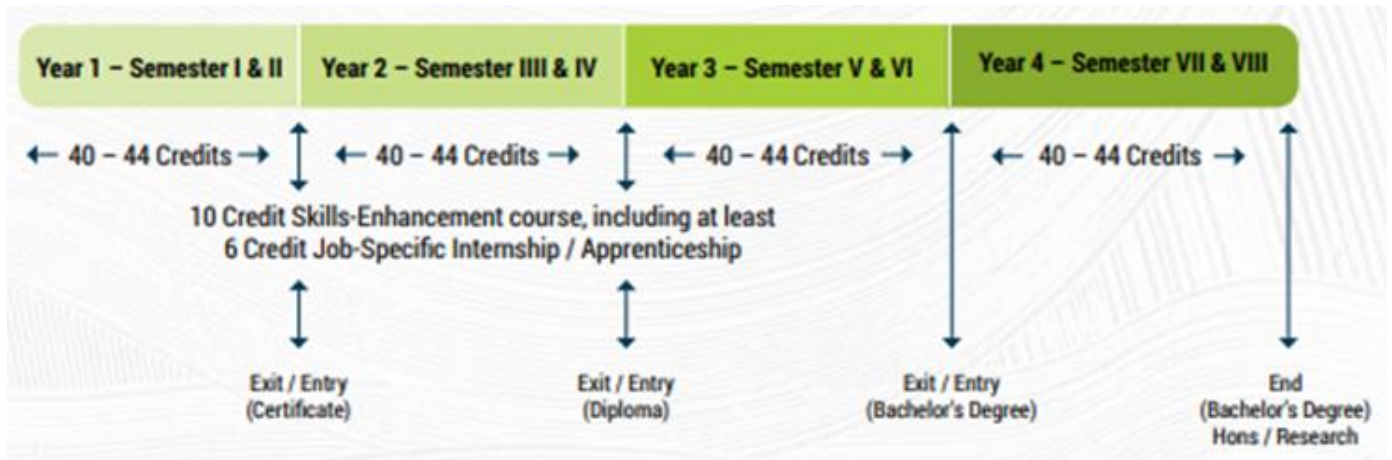 Year 1 – Semester I & II
Year 2 – Semester IIII & IV
Year 3 – Semester V & VI
Year 4 – Semester VII & VIII
40 – 44 Credits
40 – 44 Credits
40 – 44 Credits
40 – 44 Credits
10 Credit Skills-Enhancement course, including at least
6 Credit Job-Specific Internship / Apprenticeship
Exit / Entry
(Certificate)
Exit / Entry
(Diploma)
Exit / Entry
(Bachelor's Degree)
End
(Bachelor's Degree)
Hons / Research